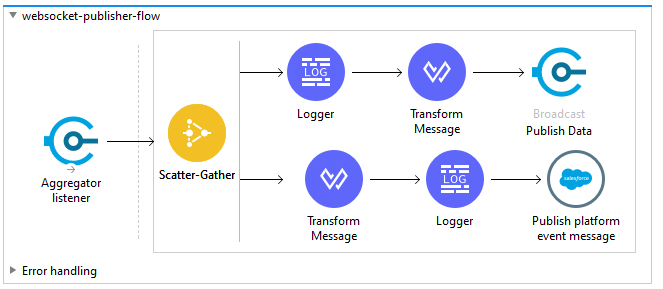 websocket-publisher-flow
LOG
Logger
Transform
Message
Broadcast
Publish Data
Aggregator
listener
Scatter-Gather
Transform
Message
LOG
Logger
salesforce
Publish platform
event message
Error handling